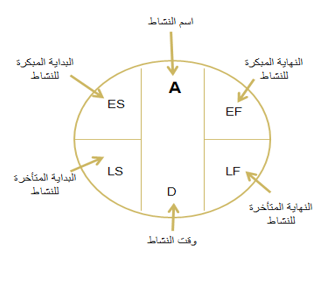 اسم النشاط
البداية المبكرة
للنشاط
النهاية المبكرة
للنشاط
A
ES
EF
LS
LF
D
البداية المتأخرة
للنشاط
النهاية المتأخرة
للنشاط
وقت النشاط